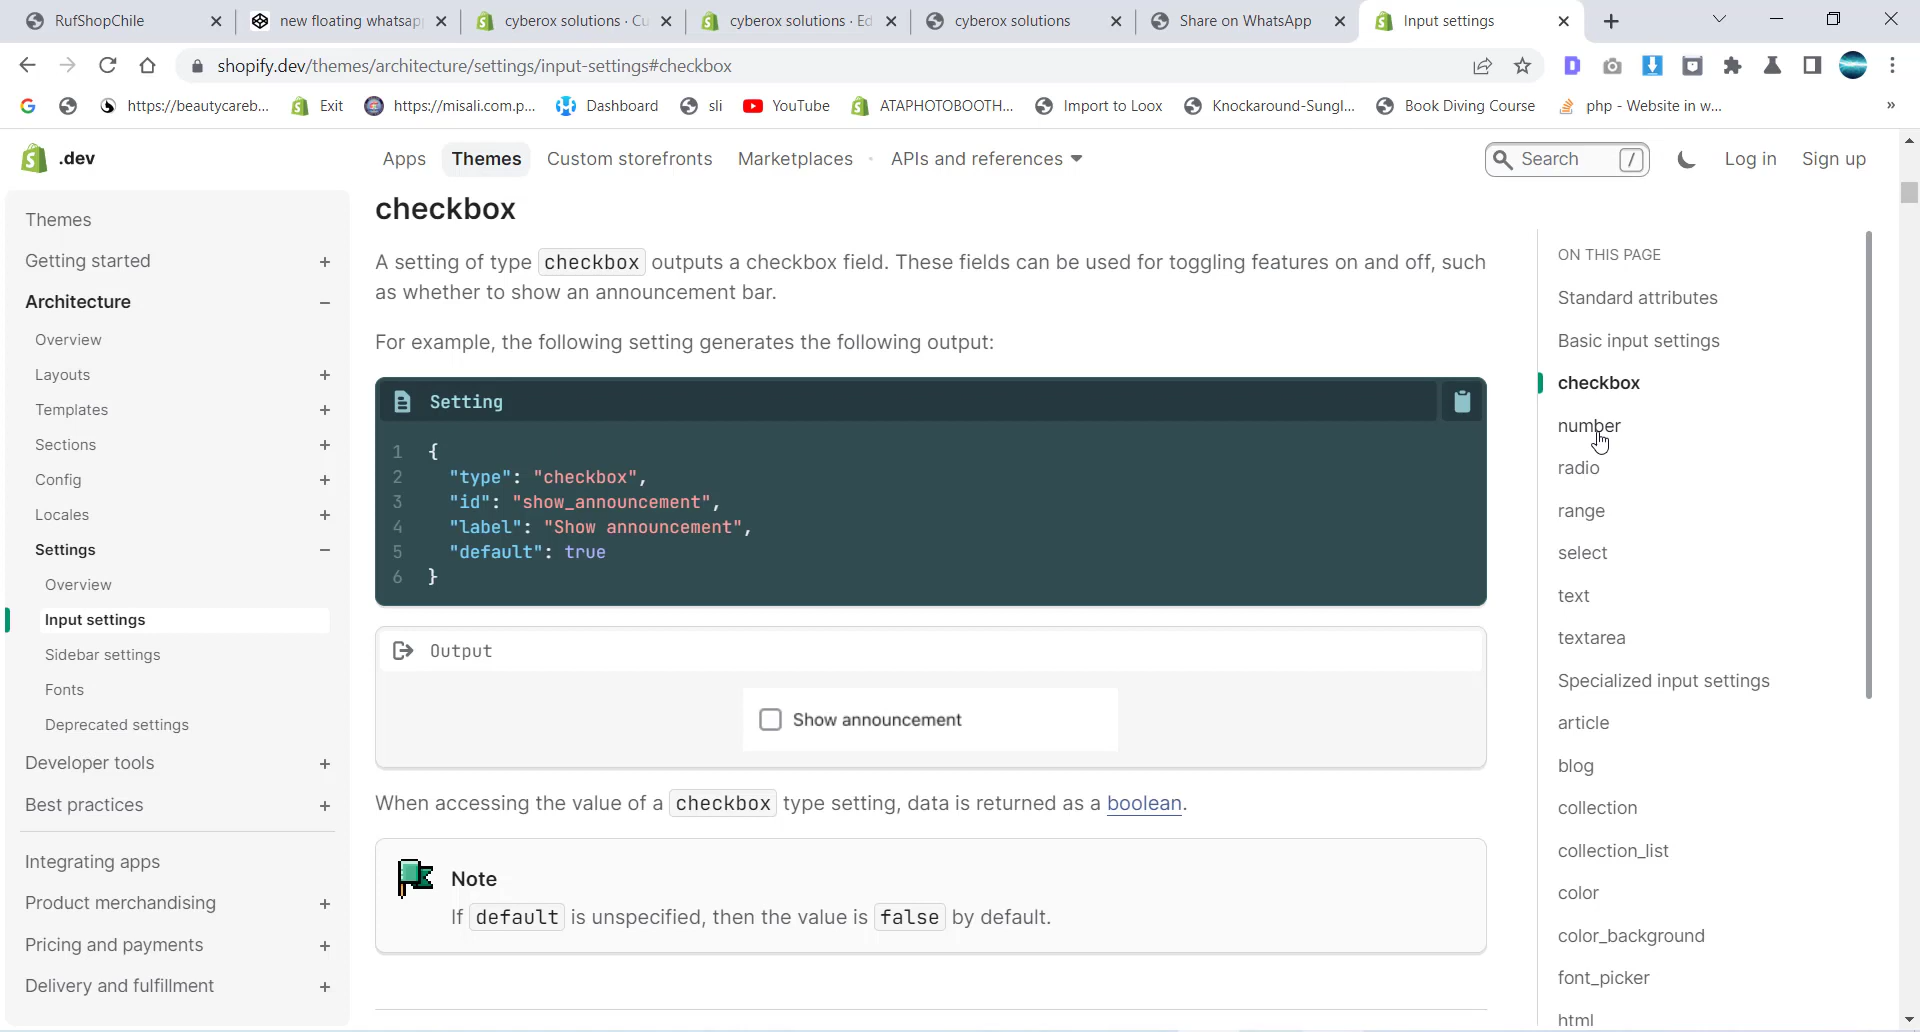 RufShopChile
new floating whatsap
cyberox solutions · Cu
cyberox solutions · Ed
cyberox solutions
Share on WhatsApp
Input settings
shopify.dev/themes/architecture/settings/input-settings#checkbox
https://beautycareb...
Exit
https://misali.com.p...
Dashboard
sli
YouTube
ATAPHOTOBOOTH...
Import to Loox
Knockaround-Sungl...
Book Diving Course
php - Website in w...
»
.dev
Apps
Themes
Custom storefronts
Marketplaces
APIs and references
Search /
Log in
Sign up
Themes
Getting started +
Architecture −
Overview
Layouts +
Templates +
Sections +
Config +
Locales +
Settings −
Overview
Input settings
Sidebar settings
Fonts
Deprecated settings
Developer tools +
Best practices +
Integrating apps
Product merchandising +
Pricing and payments +
Delivery and fulfillment +
checkbox
A setting of type checkbox outputs a checkbox field. These fields can be used for toggling features on and off, such
as whether to show an announcement bar.
For example, the following setting generates the following output:
Setting
1 {
2 "type": "checkbox",
3 "id": "show_announcement",
4 "label": "Show announcement",
5 "default": true
6 }
Output
Show announcement
When accessing the value of a checkbox type setting, data is returned as a boolean.
Note
If default is unspecified, then the value is false by default.
ON THIS PAGE
Standard attributes
Basic input settings
checkbox
number
radio
range
select
text
textarea
Specialized input settings
article
blog
collection
collection_list
color
color_background
font_picker
html